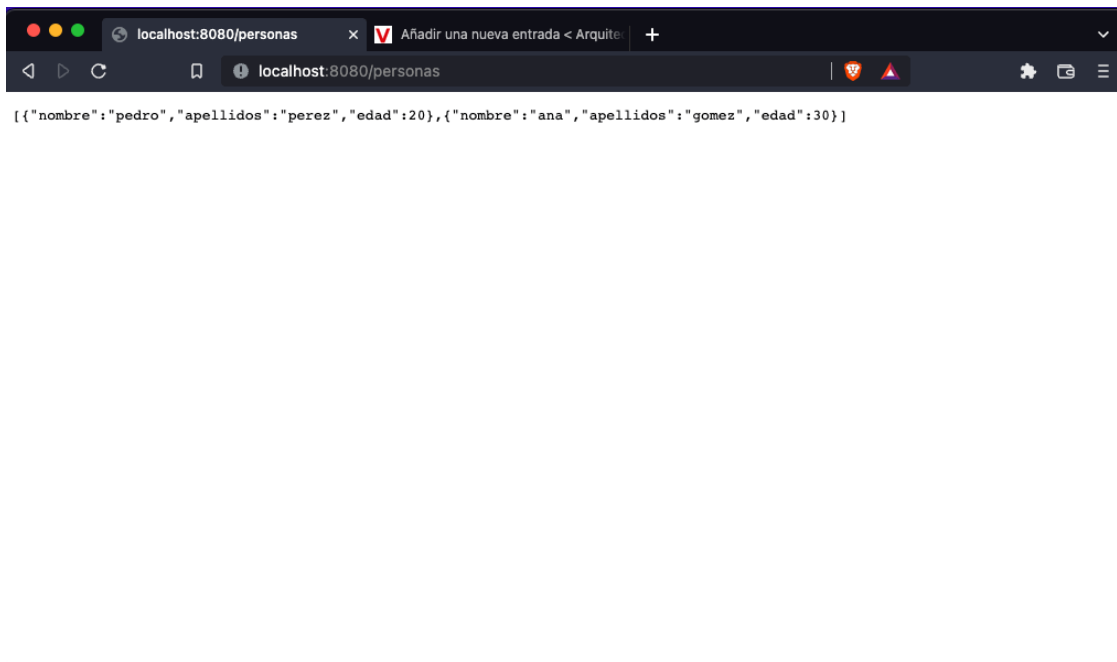 localhost:8080/personas
Añadir una nueva entrada < Arquitec
localhost:8080/personas
[{"nombre":"pedro","apellidos":"perez","edad":20},{"nombre":"ana","apellidos":"gomez","edad":30}]